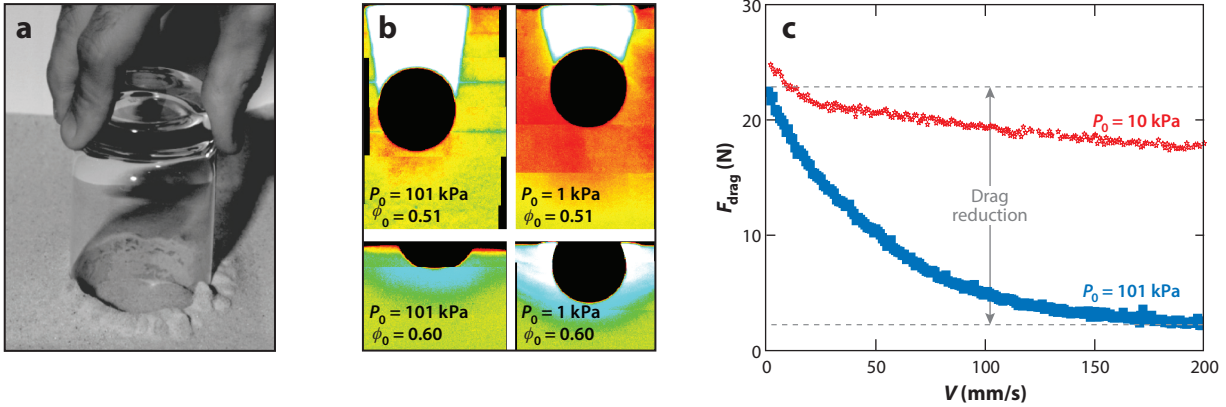 a
b
P₀ = 101 kPa
ϕ₀ = 0.51
P₀ = 1 kPa
ϕ₀ = 0.51
P₀ = 101 kPa
ϕ₀ = 0.60
P₀ = 1 kPa
ϕ₀ = 0.60
c
30
20
10
0
F_drag (N)
P₀ = 10 kPa
Drag
reduction
P₀ = 101 kPa
0 50 100 150 200
V (mm/s)